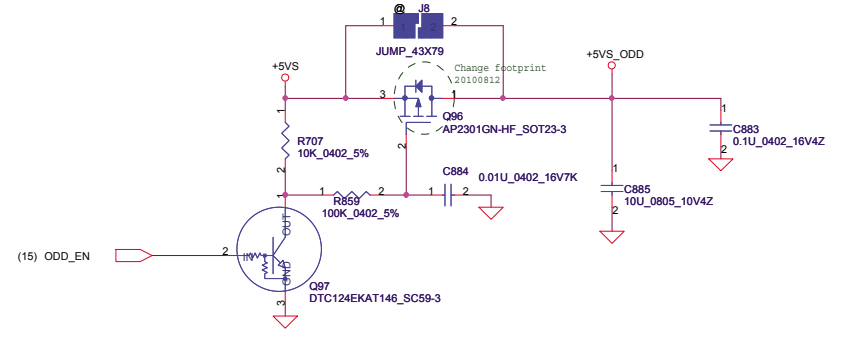 @ J8
1 2
1 2
JUMP_43X79
+5VS
+5VS_ODD
Change footprint
20100812
3 1
Q96
AP2301GN-HF_SOT23-3
2
1
R707
10K_0402_5%
2
1
C883
0.1U_0402_16V4Z
2
C884
0.01U_0402_16V7K
1 2
1 2
R859
100K_0402_5%
1
C885
10U_0805_10V4Z
2
1
OUT
(15) ODD_EN
2
IN
GND
Q97
DTC124EKAT146_SC59-3
3